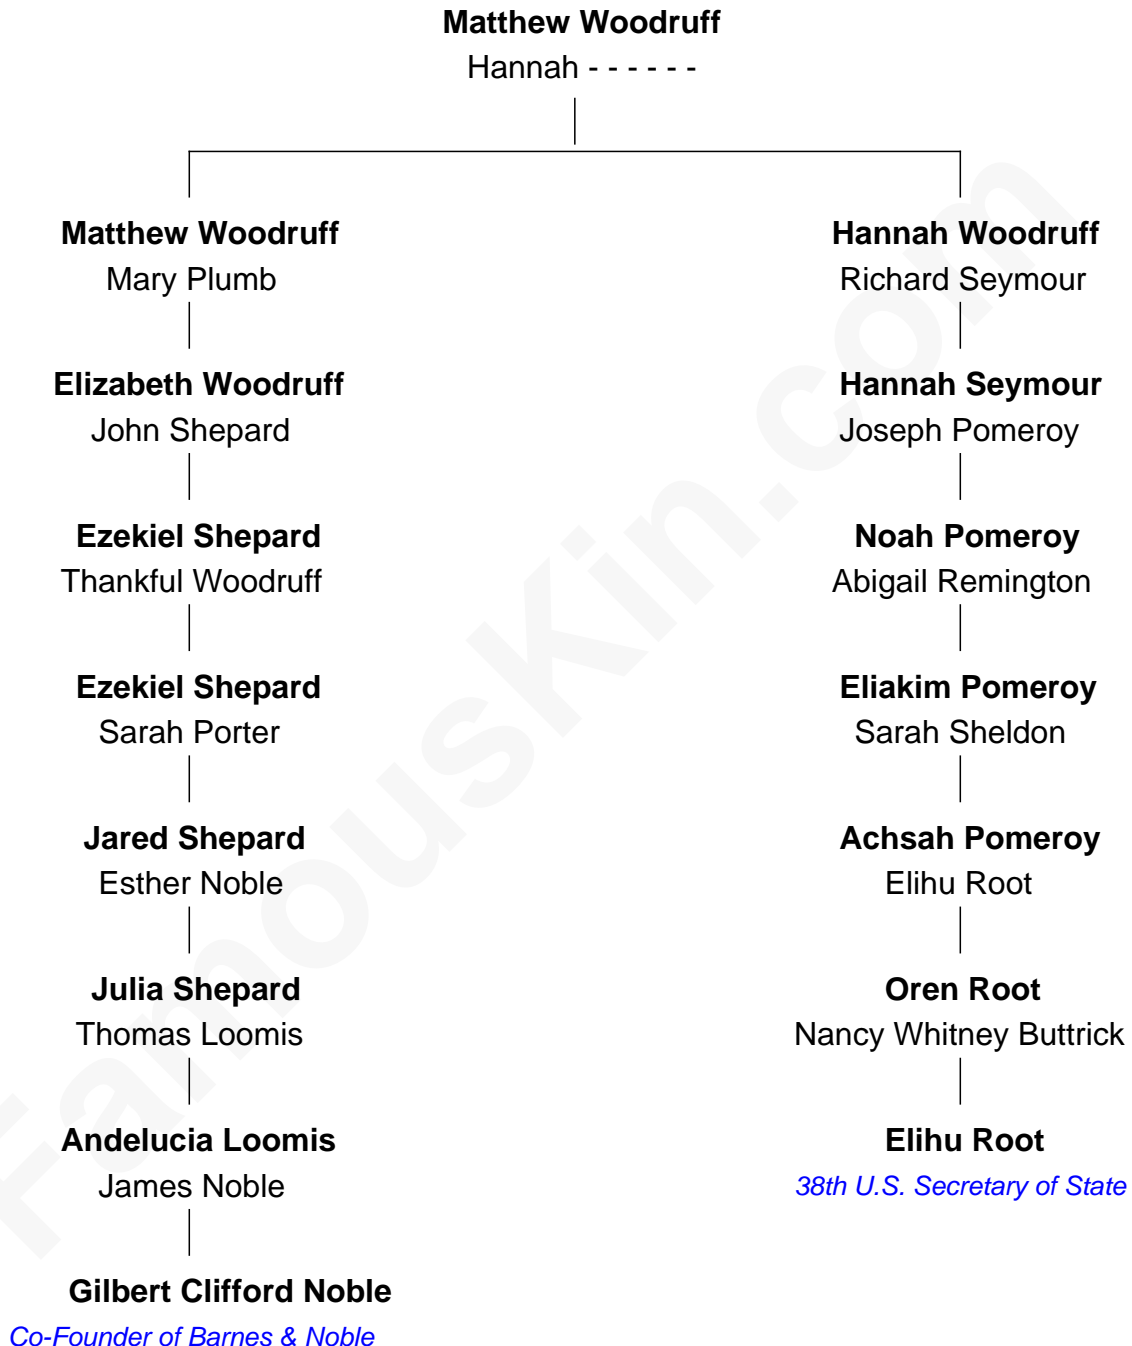 Matthew Woodruff
Hannah - - - - - -
Matthew Woodruff
Mary Plumb
Elizabeth Woodruff
John Shepard
Ezekiel Shepard
Thankful Woodruff
Ezekiel Shepard
Sarah Porter
Jared Shepard
Esther Noble
Julia Shepard
Thomas Loomis
Andelucia Loomis
James Noble
Gilbert Clifford Noble
Co-Founder of Barnes & Noble
Hannah Woodruff
Richard Seymour
Hannah Seymour
Joseph Pomeroy
Noah Pomeroy
Abigail Remington
Eliakim Pomeroy
Sarah Sheldon
Achsah Pomeroy
Elihu Root
Oren Root
Nancy Whitney Buttrick
Elihu Root
38th U.S. Secretary of State
FamousKin.com